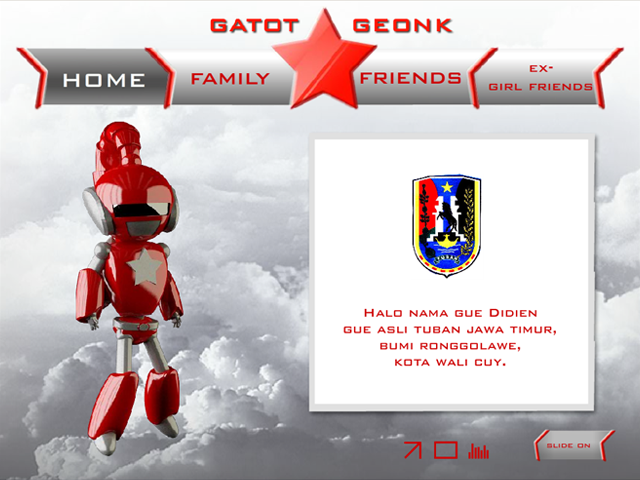 GATOT GEONK
HOME
FAMILY
FRIENDS
EX-
GIRL FRIENDS
HALO NAMA GUE DIDIEN
GUE ASLI TUBAN JAWA TIMUR,
BUMI RONGGOLAWE,
KOTA WALI CUY.
SLIDE ON